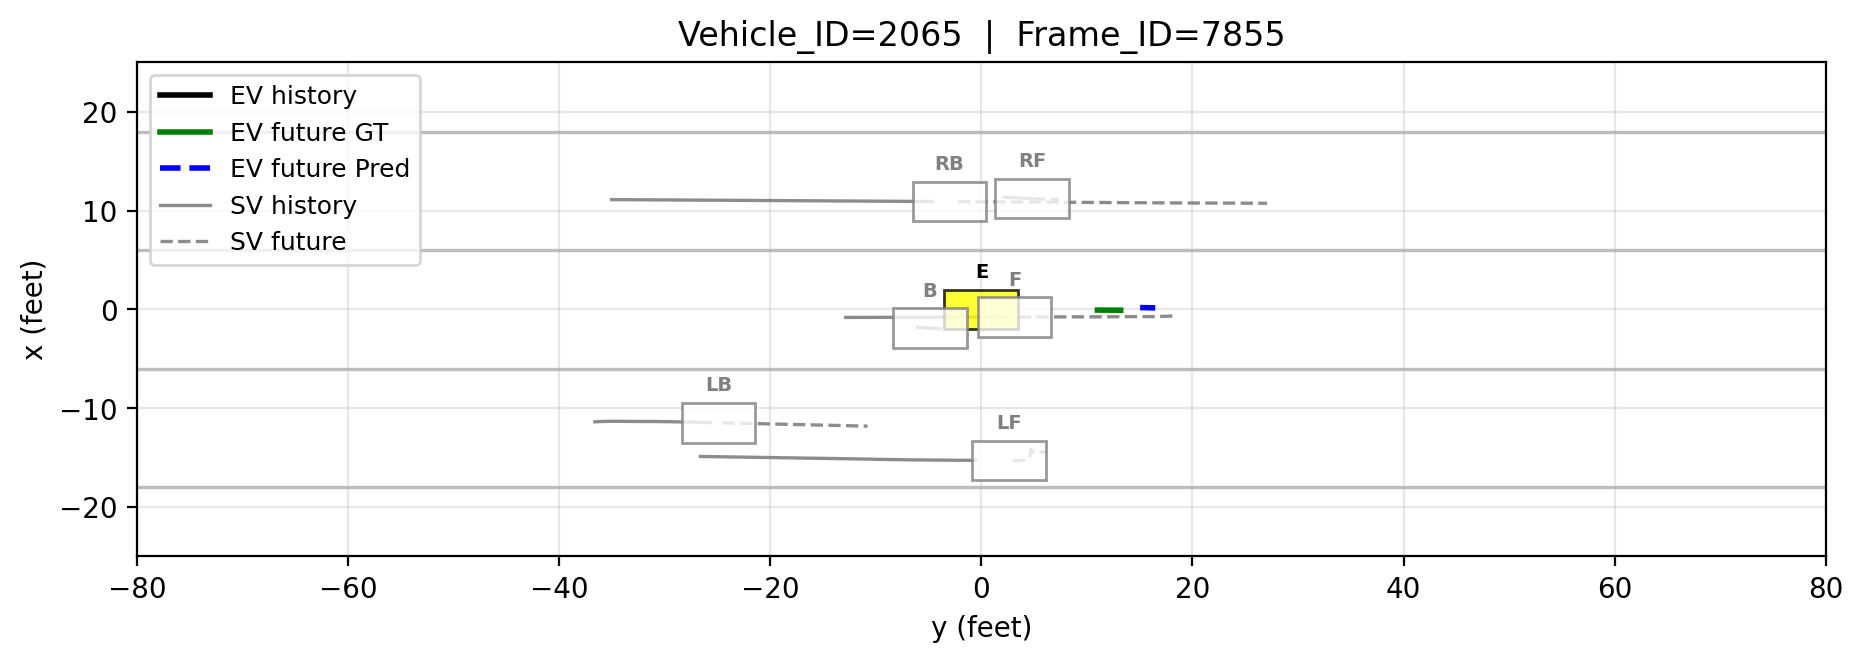 Vehicle_ID=2065 | Frame_ID=7855
EV history
EV future GT
EV future Pred
SV history
SV future
RB
RF
E
F
B
LB
LF
20
10
0
−10
−20
x (feet)
−80
−60
−40
−20
0
20
40
60
80
y (feet)